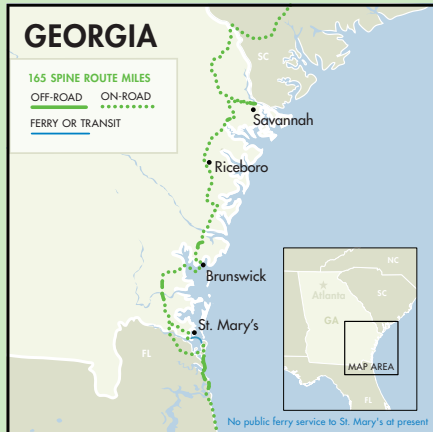 GEORGIA
165 SPINE ROUTE MILES
OFF-ROAD ON-ROAD
FERRY OR TRANSIT
SC
Savannah
Riceboro
Brunswick
St. Mary's
FL
NC
Atlanta
SC
GA
MAP AREA
FL
No public ferry service to St. Mary's at present